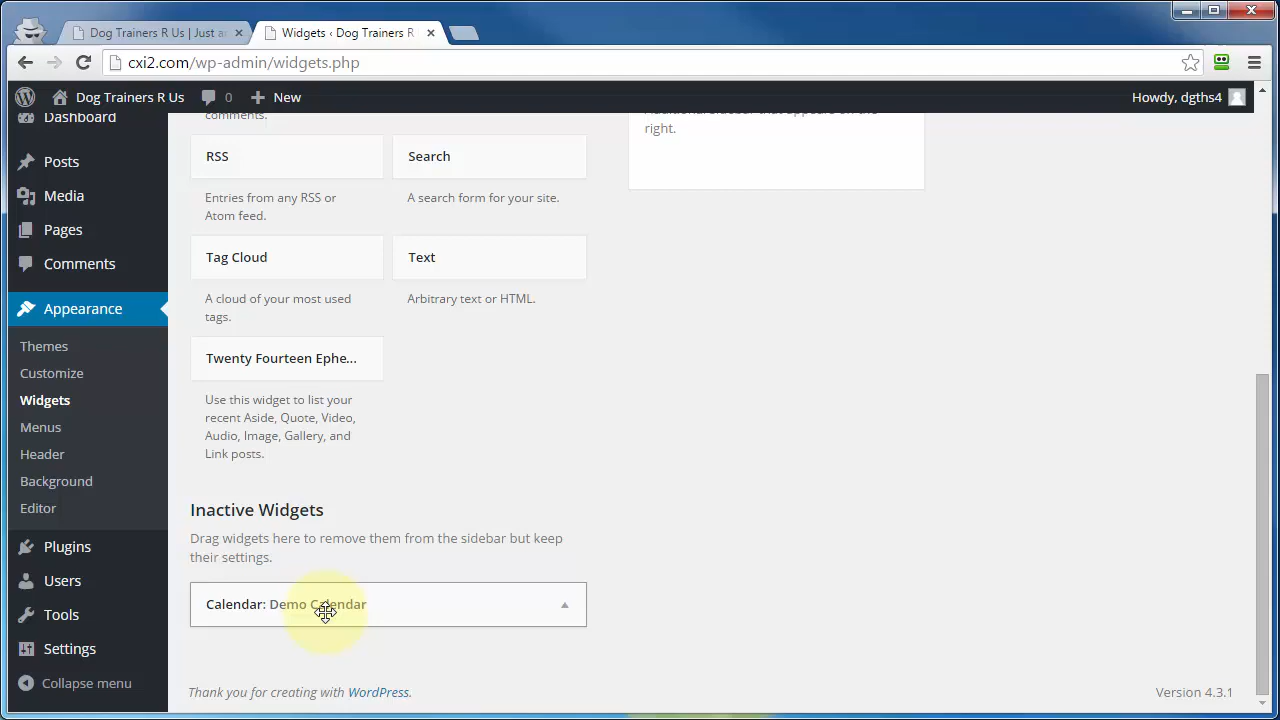 Dog Trainers R Us | Just a
Widgets ‹ Dog Trainers R
cxi2.com/wp-admin/widgets.php
Dog Trainers R Us
0
New
Howdy, dgths4
Dashboard
Posts
Media
Pages
Comments
Appearance
Themes
Customize
Widgets
Menus
Header
Background
Editor
Plugins
Users
Tools
Settings
Collapse menu
comments.
RSS
Entries from any RSS or
Atom feed.
Search
A search form for your site.
Tag Cloud
A cloud of your most used
tags.
Text
Arbitrary text or HTML.
Twenty Fourteen Ephe...
Use this widget to list your
recent Aside, Quote, Video,
Audio, Image, Gallery, and
Link posts.
Additional sidebar that appears on the
right.
Inactive Widgets
Drag widgets here to remove them from the sidebar but keep
their settings.
Calendar: Demo Calendar
Thank you for creating with WordPress.
Version 4.3.1